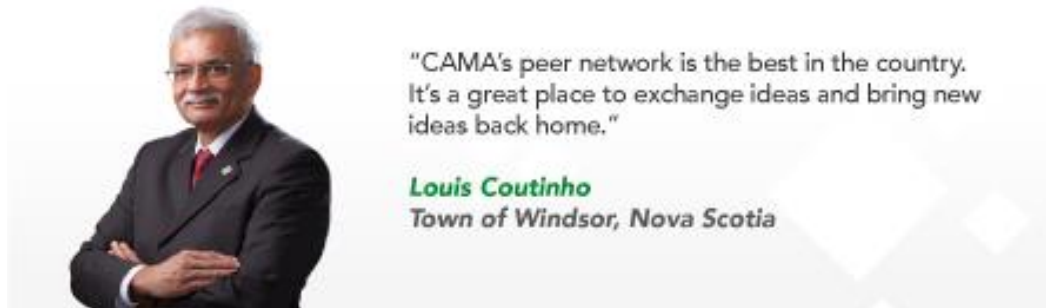 "CAMA's peer network is the best in the country.
It's a great place to exchange ideas and bring new
ideas back home."
Louis Coutinho
Town of Windsor, Nova Scotia